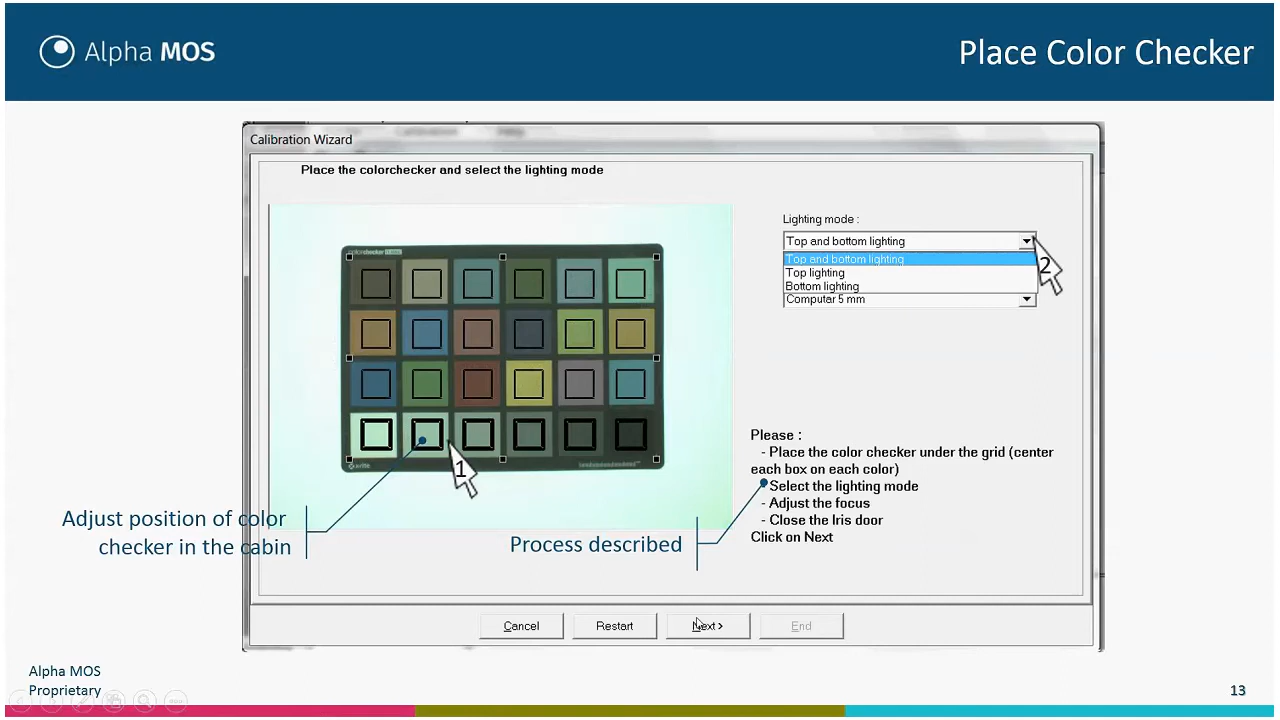 Alpha MOS
Place Color Checker
Calibration Wizard
Place the colorchecker and select the lighting mode
Lighting mode :
Top and bottom lighting
Top and bottom lighting
Top lighting
Bottom lighting
Computar 5 mm
2
1
Please :
- Place the color checker under the grid (center
each box on each color)
Select the lighting mode
- Adjust the focus
- Close the Iris door
Click on Next
Adjust position of color
checker in the cabin
Process described
Cancel
Restart
Next >
End
Alpha MOS
Proprietary
13